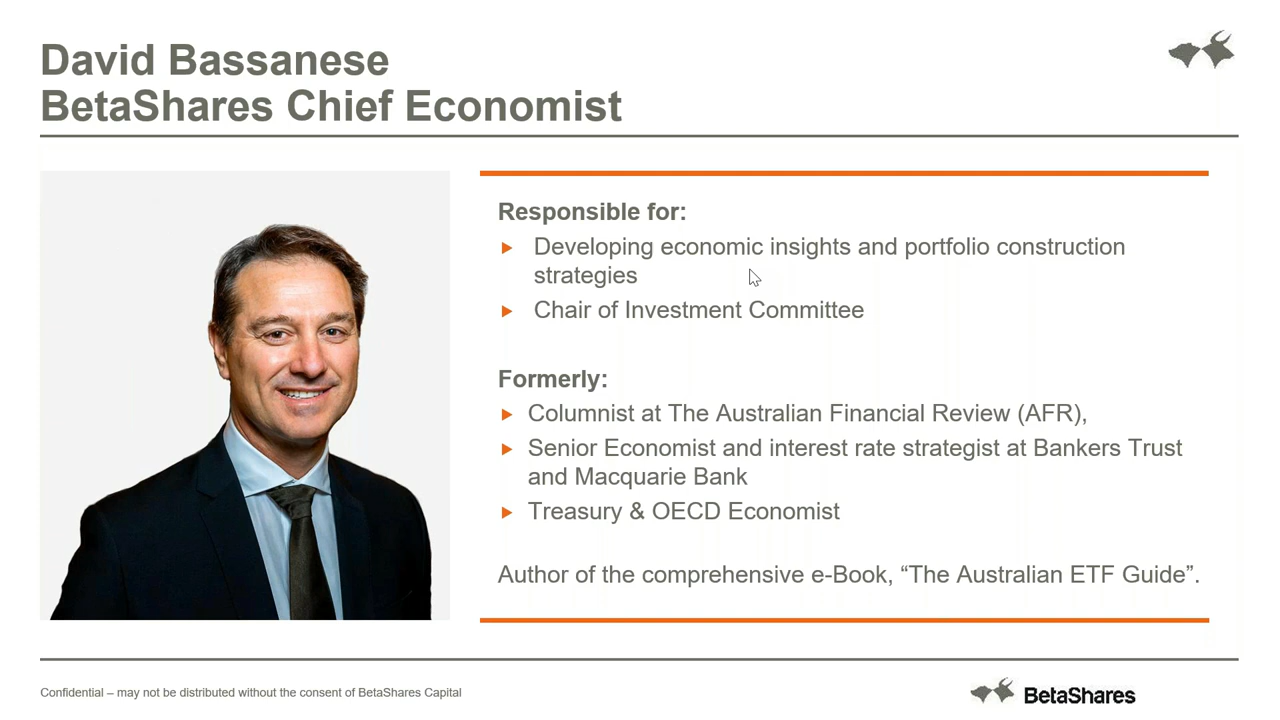 David Bassanese
BetaShares Chief Economist
Responsible for:
Developing economic insights and portfolio construction
strategies
Chair of Investment Committee
Formerly:
Columnist at The Australian Financial Review (AFR),
Senior Economist and interest rate strategist at Bankers Trust
and Macquarie Bank
Treasury & OECD Economist
Author of the comprehensive e-Book, “The Australian ETF Guide”.
Confidential – may not be distributed without the consent of BetaShares Capital
BetaShares